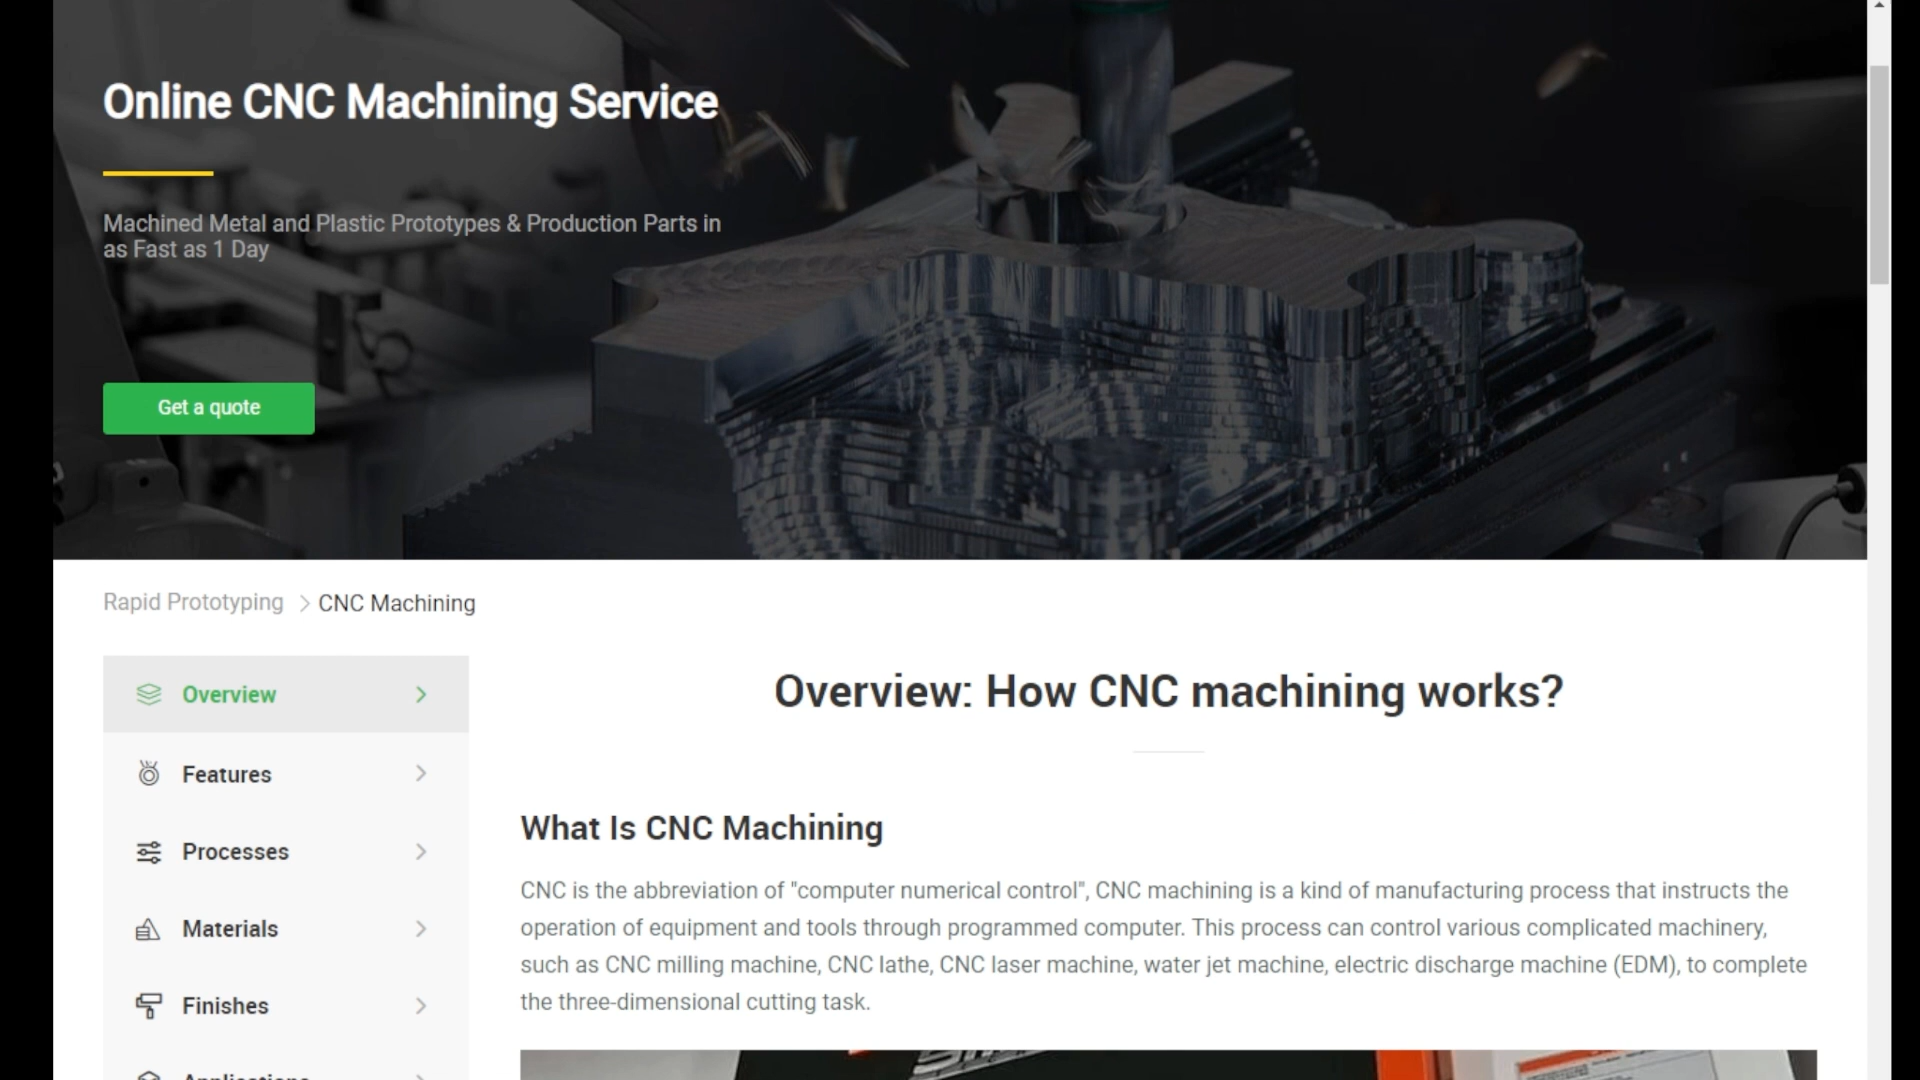 Online CNC Machining Service
Machined Metal and Plastic Prototypes & Production Parts in
as Fast as 1 Day
Get a quote
Rapid Prototyping > CNC Machining
Overview
Features
Processes
Materials
Finishes
Applications
Overview: How CNC machining works?
What Is CNC Machining
CNC is the abbreviation of "computer numerical control", CNC machining is a kind of manufacturing process that instructs the
operation of equipment and tools through programmed computer. This process can control various complicated machinery,
such as CNC milling machine, CNC lathe, CNC laser machine, water jet machine, electric discharge machine (EDM), to complete
the three-dimensional cutting task.